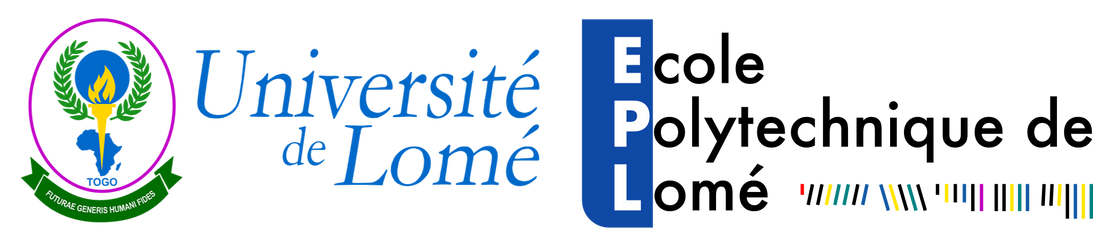 Université
de Lomé
TOGO
FUTURAE GENERIS HUMANI FIDES
Ecole
Polytechnique de
Lomé